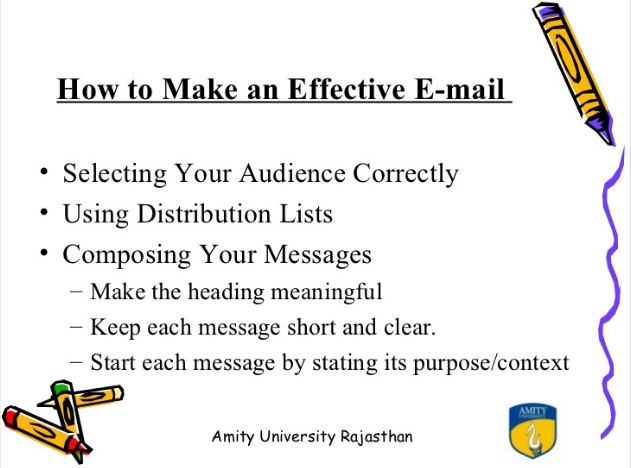 How to Make an Effective E-mail
• Selecting Your Audience Correctly
• Using Distribution Lists
• Composing Your Messages
– Make the heading meaningful
– Keep each message short and clear.
– Start each message by stating its purpose/context
Amity University Rajasthan
AMITY
UNIVERSITY